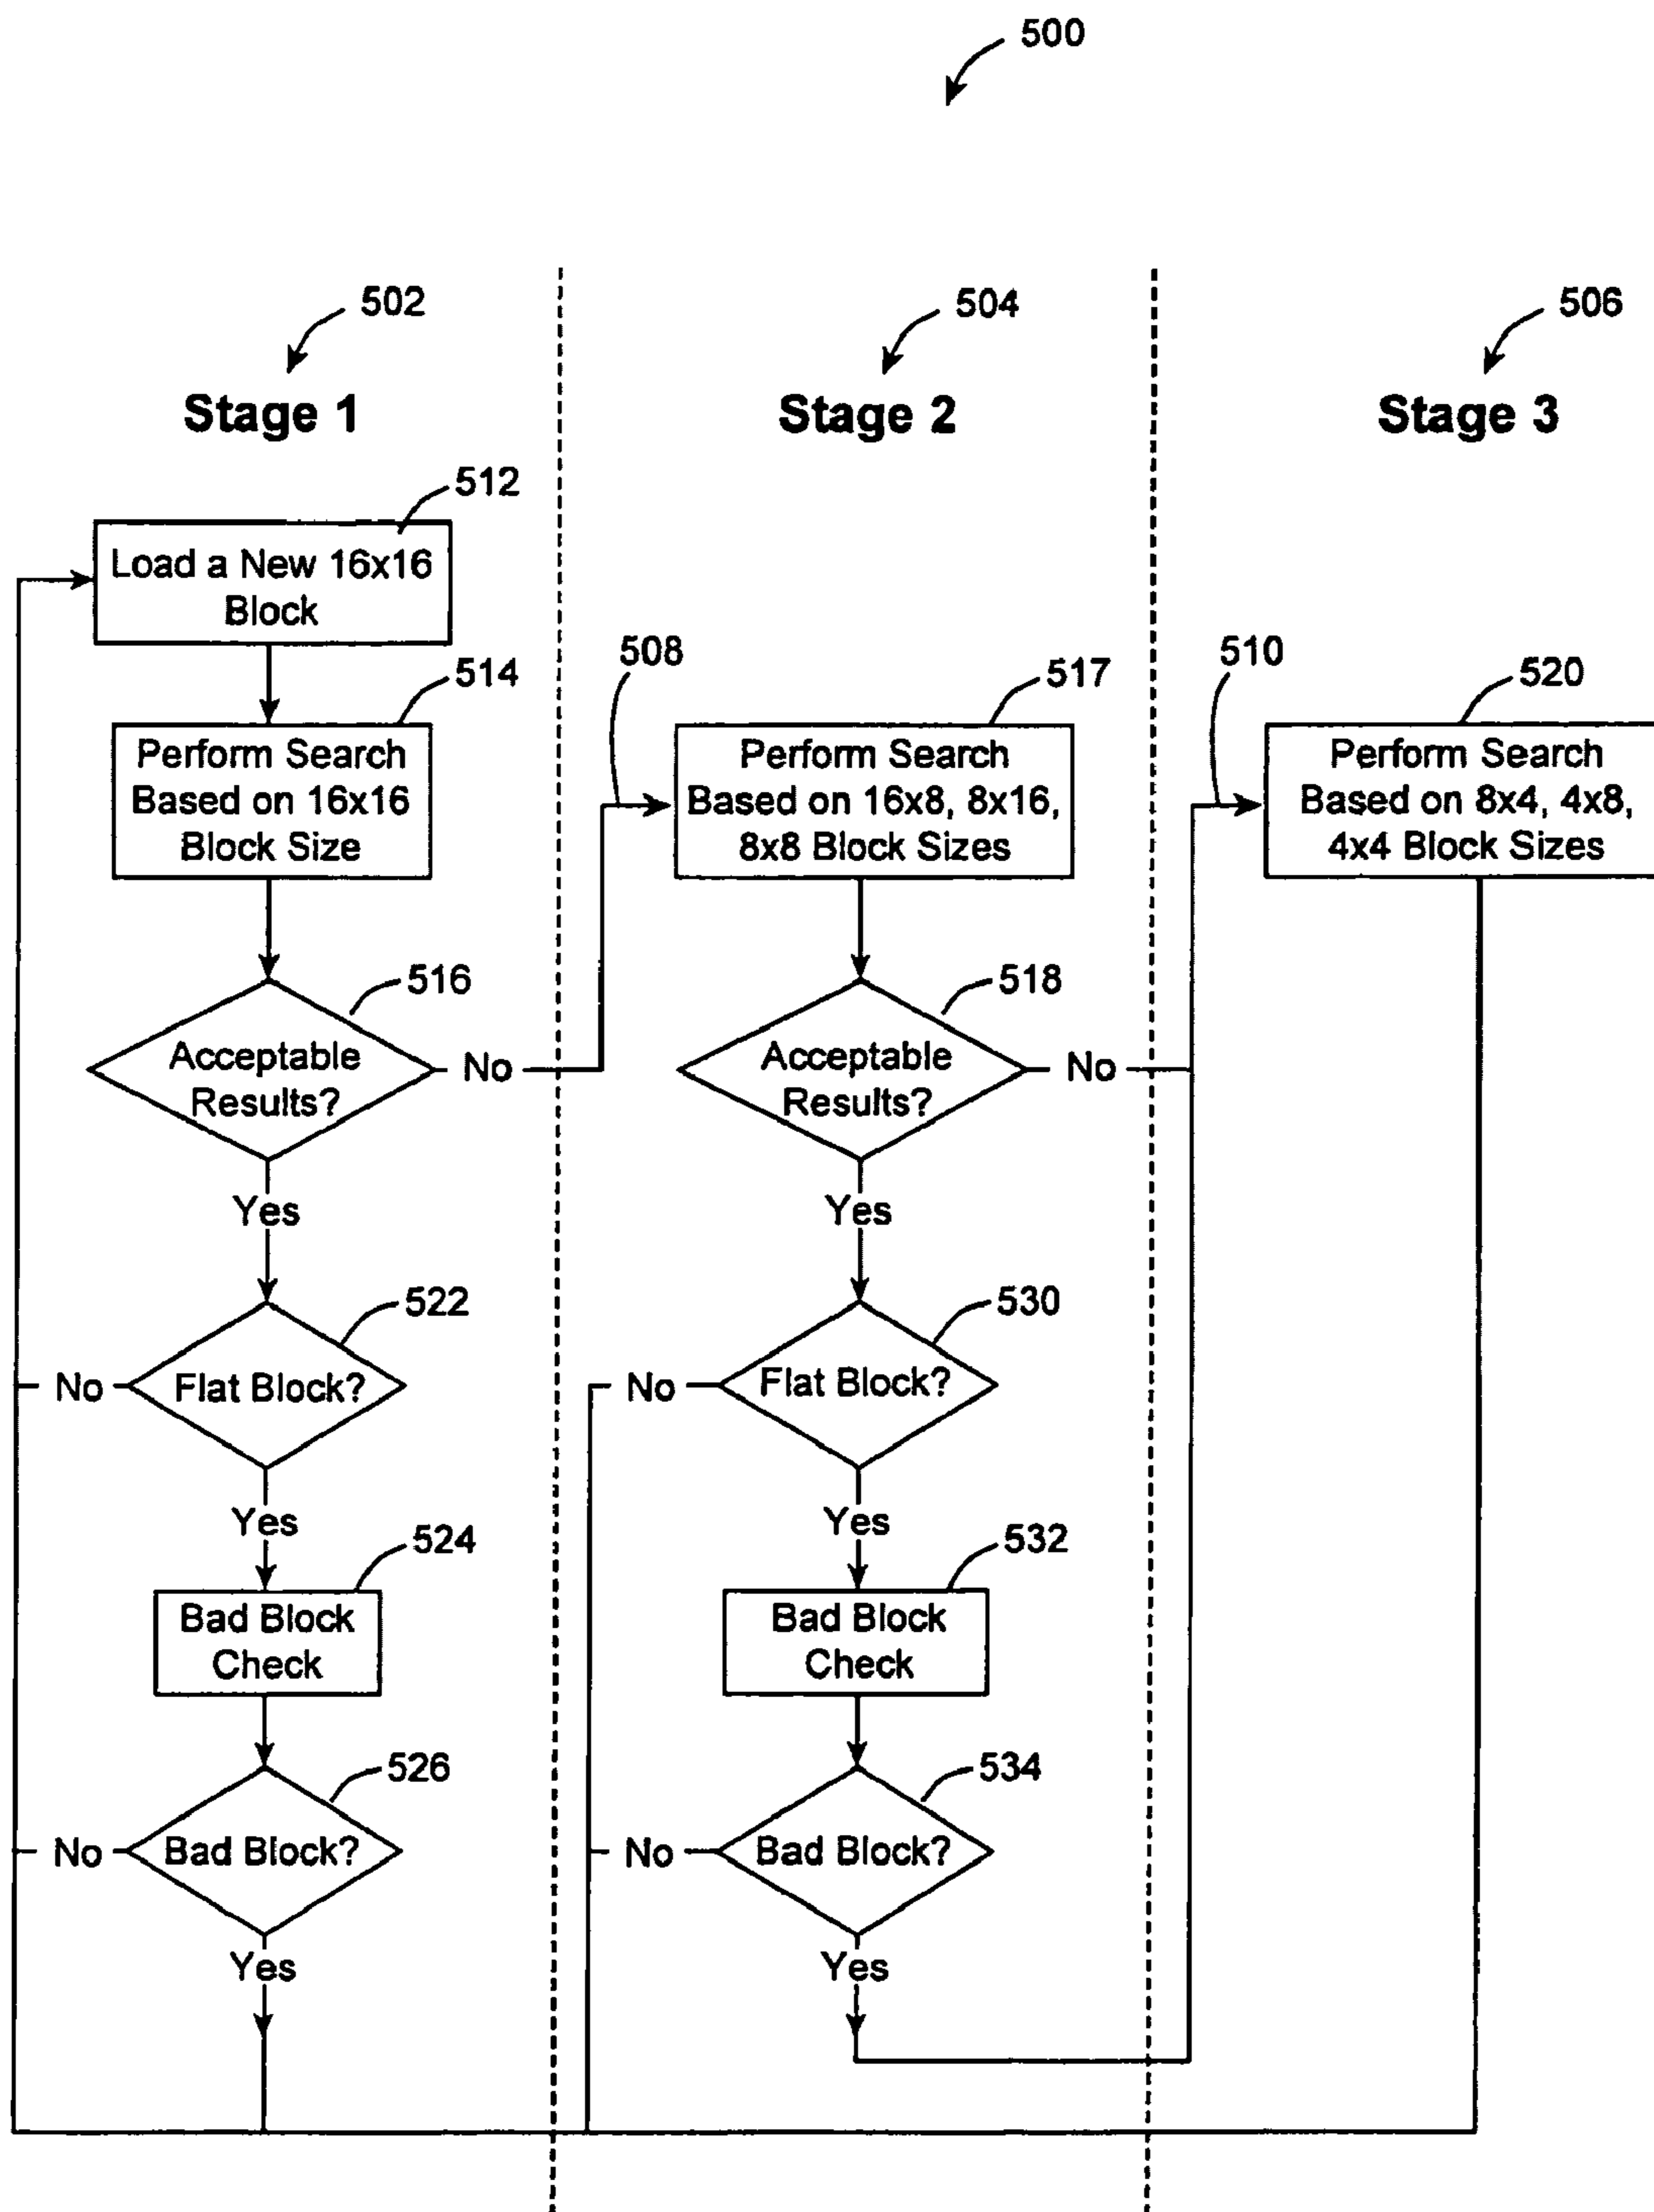 500
502
504
506
Stage 1
Stage 2
Stage 3
512
Load a New 16x16
Block
514
Perform Search
Based on 16x16
Block Size
508
517
Perform Search
Based on 16x8, 8x16,
8x8 Block Sizes
510
520
Perform Search
Based on 8x4, 4x8,
4x4 Block Sizes
516
Acceptable
Results?
No
518
Acceptable
Results?
No
Yes
Yes
522
Flat Block?
No
530
Flat Block?
No
Yes
Yes
524
Bad Block
Check
532
Bad Block
Check
526
Bad Block?
No
534
Bad Block?
No
Yes
Yes